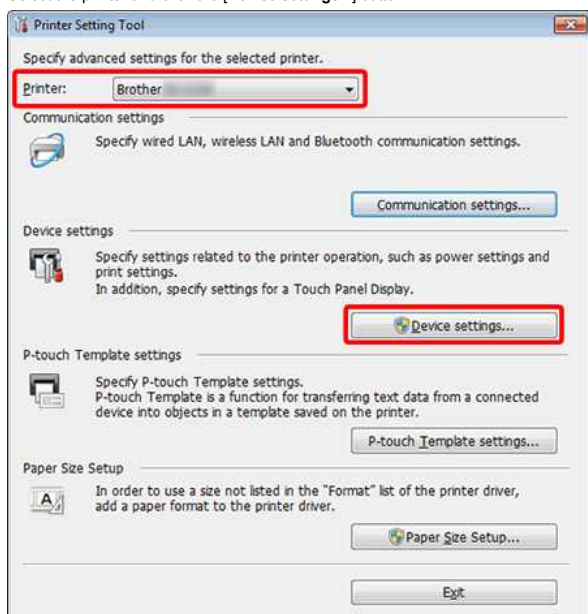 Printer Setting Tool
Specify advanced settings for the selected printer.
Printer: Brother
Communication settings
Specify wired LAN, wireless LAN and Bluetooth communication settings.
Communication settings...
Device settings
Specify settings related to the printer operation, such as power settings and
print settings.
In addition, specify settings for a Touch Panel Display.
Device settings...
P-touch Template settings
Specify P-touch Template settings.
P-touch Template is a function for transferring text data from a connected
device into objects in a template saved on the printer.
P-touch Template settings...
Paper Size Setup
In order to use a size not listed in the "Format" list of the printer driver,
add a paper format to the printer driver.
Paper Size Setup...
Exit